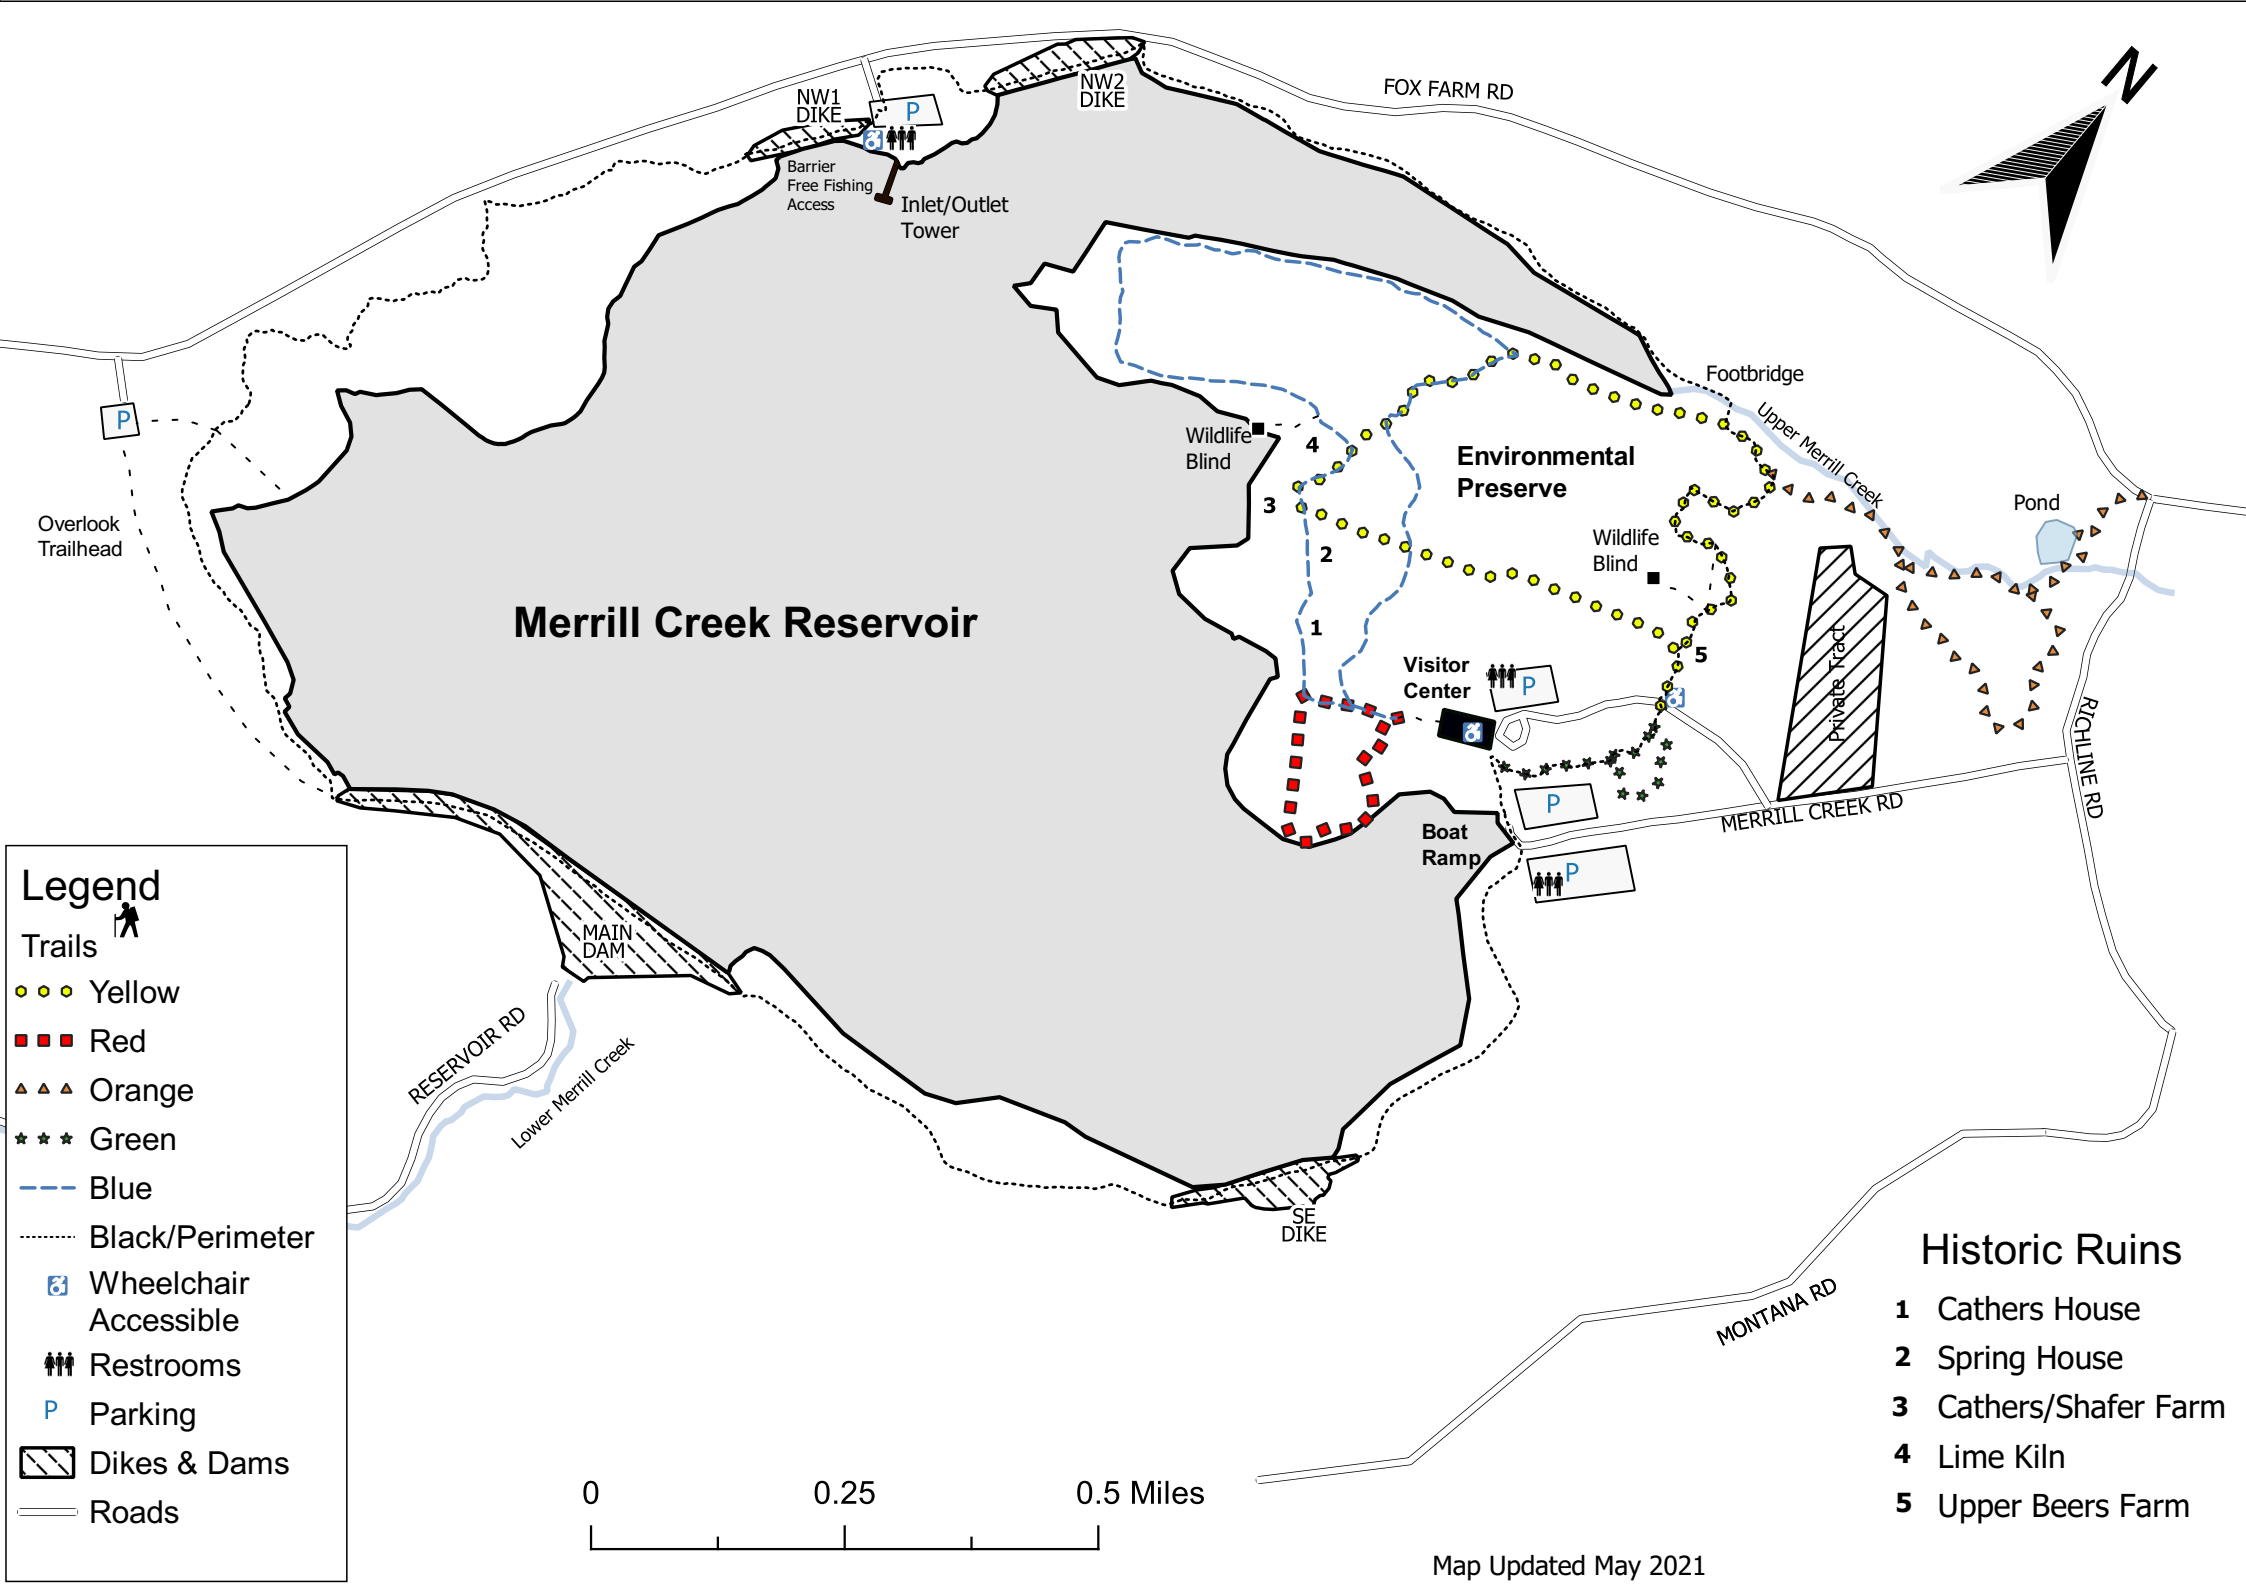 N
FOX FARM RD
NW2
DIKE
NW1
DIKE
P
Barrier
Free Fishing
Access
Inlet/Outlet
Tower
Footbridge
Upper Merrill Creek
P
Wildlife
Blind
4
Environmental
Preserve
3
Pond
Overlook
Trailhead
Wildlife
Blind
2
Merrill Creek Reservoir
1
Private Tract
5
Visitor
Center
P
RICHLINE RD
P
MERRILL CREEK RD
Boat
Ramp
P
MAIN
DAM
RESERVOIR RD
Lower Merrill Creek
SE
DIKE
MONTANA RD
Legend
Trails
Yellow
Red
Orange
Green
Blue
Black/Perimeter
Wheelchair
Accessible
Restrooms
P Parking
Dikes & Dams
Roads
Historic Ruins
1 Cathers House
2 Spring House
3 Cathers/Shafer Farm
4 Lime Kiln
5 Upper Beers Farm
0 0.25 0.5 Miles
Map Updated May 2021